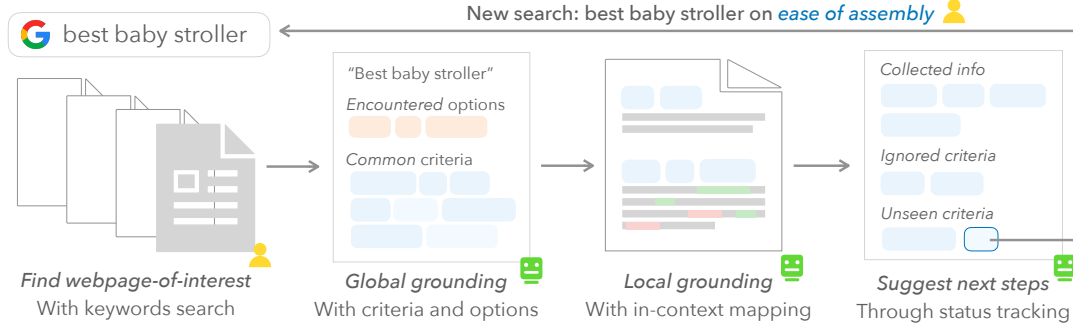 New search: best baby stroller on ease of assembly
best baby stroller
"Best baby stroller"
Encountered options
Common criteria
Collected info
Ignored criteria
Unseen criteria
Find webpage-of-interest
With keywords search
Global grounding
With criteria and options
Local grounding
With in-context mapping
Suggest next steps
Through status tracking